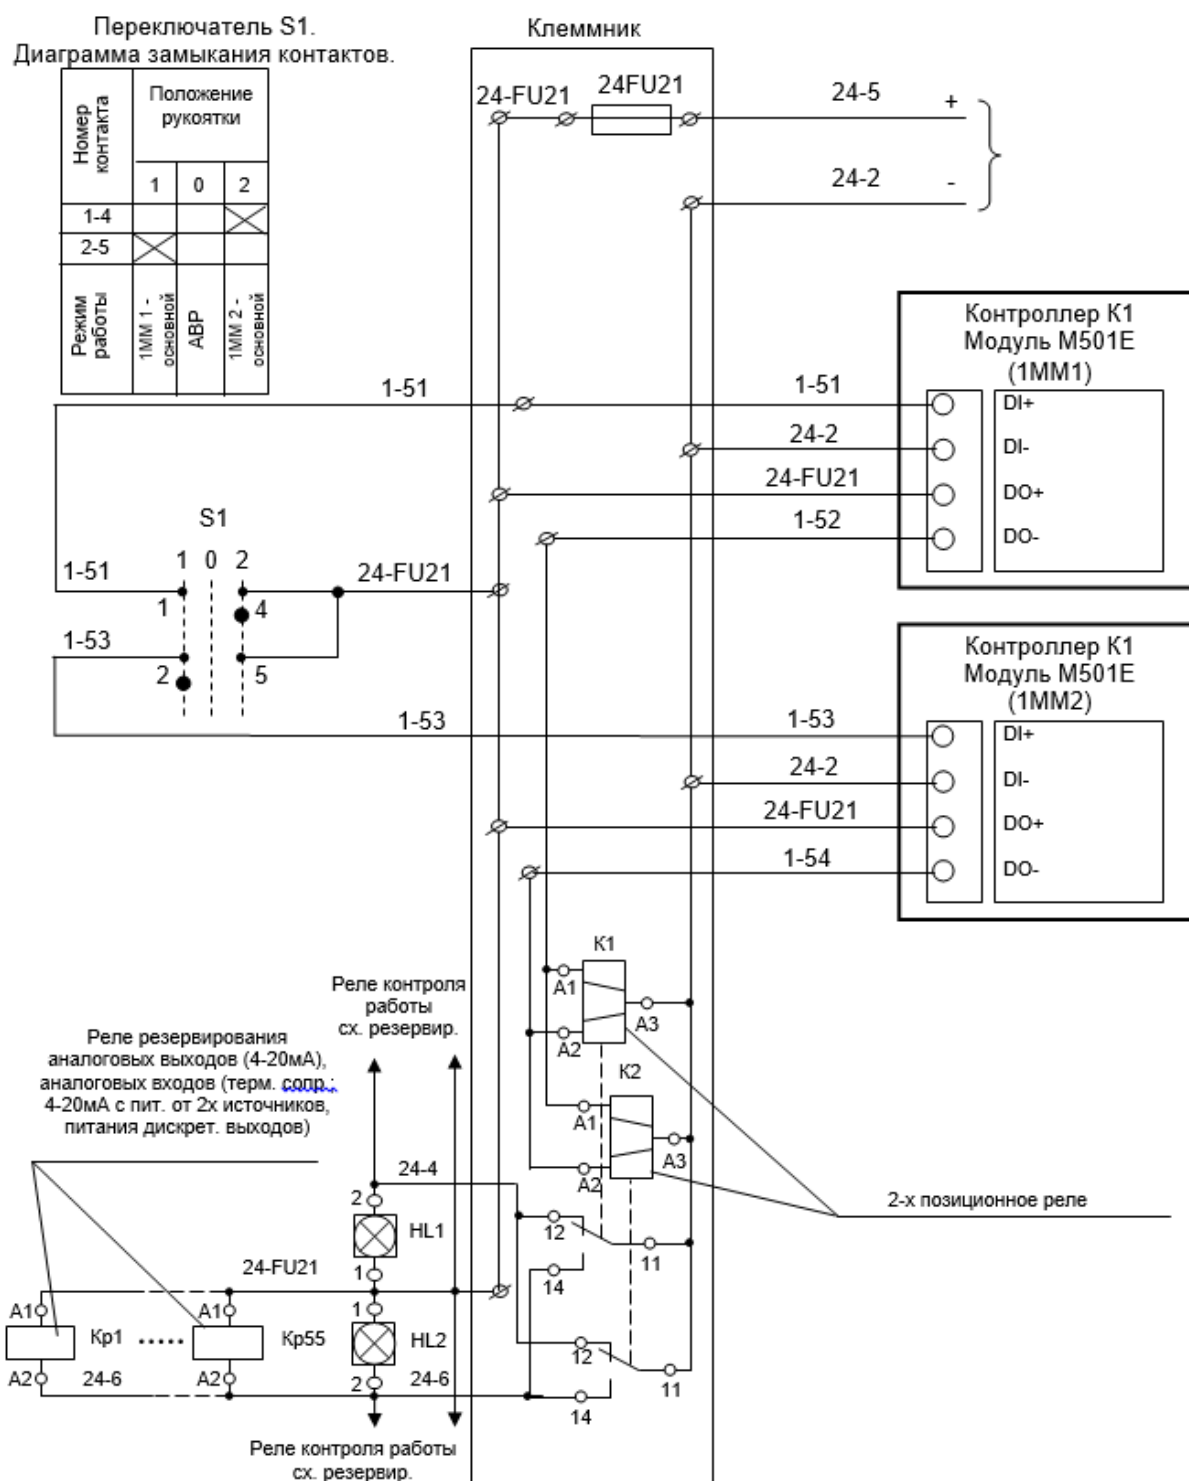 Переключатель S1.
Диаграмма замыкания контактов.
Клеммник
Номер контакта
Положение
рукоятки
1 0 2
1-4
2-5
Режим работы
1ММ 1 - основной
АВР
1ММ 2 - основной
24-FU21
24FU21
24-5 +
24-2 -
Контроллер К1
Модуль М501Е
(1ММ1)
1-51
1-51
DI+
24-2
DI-
24-FU21
DO+
1-52
DO-
S1
1 0 2
1-51
24-FU21
1
4
1-53
2
5
Контроллер К1
Модуль М501Е
(1ММ2)
1-53
1-53
DI+
24-2
DI-
24-FU21
DO+
1-54
DO-
К1
А1
А3
А2
К2
А1
А3
А2
2-х позиционное реле
Реле контроля
работы
сх. резервир.
Реле резервирования
аналоговых выходов (4-20мА),
аналоговых входов (терм. сопр.;
4-20мА с пит. от 2х источников,
питания дискрет. выходов)
24-4
2
HL1
1
12
11
14
24-FU21
А1
Кр1
А2
А1
Кр55
А2
1
HL2
2
24-6
24-6
12
11
14
Реле контроля работы
сх. резервир.